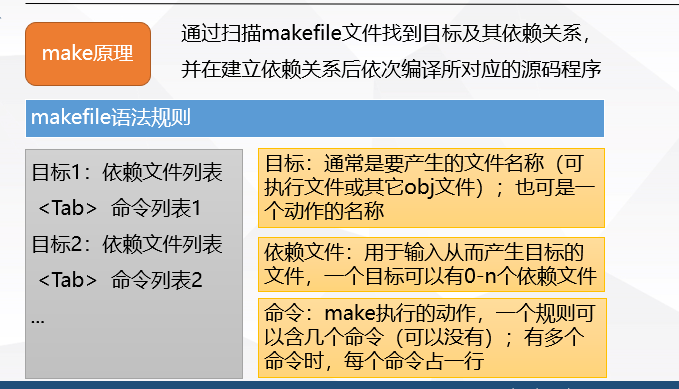 make原理
通过扫描makefile文件找到目标及其依赖关系，
并在建立依赖关系后依次编译所对应的源码程序
makefile语法规则
目标1：依赖文件列表
<Tab> 命令列表1
目标2：依赖文件列表
<Tab> 命令列表2
...
目标：通常是要产生的文件名称（可
执行文件或其它obj文件）；也可是一
个动作的名称
依赖文件：用于输入从而产生目标的
文件，一个目标可以有0-n个依赖文件
命令：make执行的动作，一个规则可
以含几个命令（可以没有）；有多个
命令时，每个命令占一行